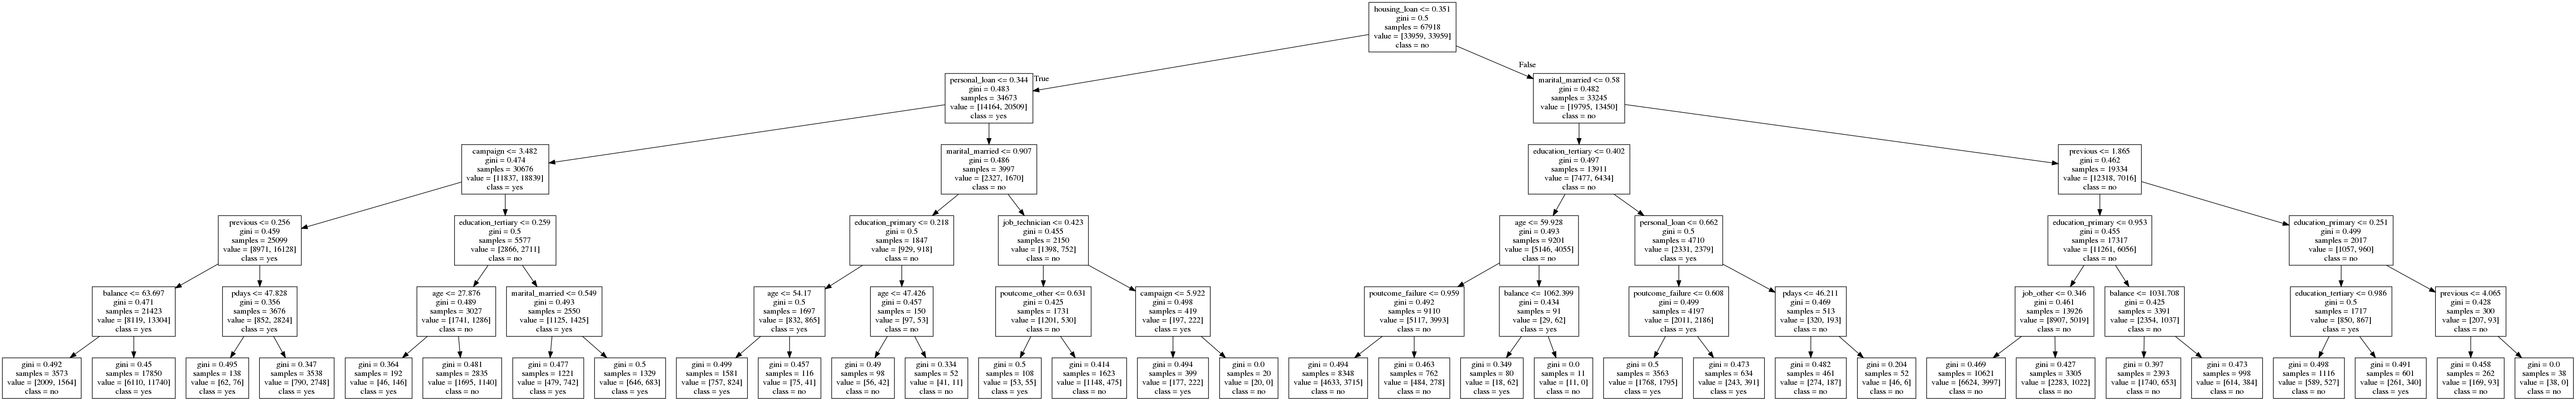 housing_loan <= 0.351
gini = 0.5
samples = 67918
value = [33959, 33959]
class = no
True
False
personal_loan <= 0.344
gini = 0.483
samples = 34673
value = [14164, 20509]
class = yes
marital_married <= 0.58
gini = 0.482
samples = 33245
value = [19795, 13450]
class = no
campaign <= 3.482
gini = 0.474
samples = 30676
value = [11837, 18839]
class = yes
marital_married <= 0.907
gini = 0.486
samples = 3997
value = [2327, 1670]
class = no
education_tertiary <= 0.402
gini = 0.497
samples = 13911
value = [7477, 6434]
class = no
previous <= 1.865
gini = 0.462
samples = 19334
value = [12318, 7016]
class = no
previous <= 0.256
gini = 0.459
samples = 25099
value = [8971, 16128]
class = yes
education_tertiary <= 0.259
gini = 0.5
samples = 5577
value = [2866, 2711]
class = no
education_primary <= 0.218
gini = 0.5
samples = 1847
value = [929, 918]
class = no
job_technician <= 0.423
gini = 0.455
samples = 2150
value = [1398, 752]
class = no
age <= 59.928
gini = 0.493
samples = 9201
value = [5146, 4055]
class = no
personal_loan <= 0.662
gini = 0.5
samples = 4710
value = [2331, 2379]
class = yes
education_primary <= 0.953
gini = 0.455
samples = 17317
value = [11261, 6056]
class = no
education_primary <= 0.251
gini = 0.499
samples = 2017
value = [1057, 960]
class = no
balance <= 63.697
gini = 0.471
samples = 21423
value = [8119, 13304]
class = yes
pdays <= 47.828
gini = 0.356
samples = 3676
value = [852, 2824]
class = yes
age <= 27.876
gini = 0.489
samples = 3027
value = [1741, 1286]
class = no
marital_married <= 0.549
gini = 0.493
samples = 2550
value = [1125, 1425]
class = yes
age <= 54.17
gini = 0.5
samples = 1697
value = [832, 865]
class = yes
age <= 47.426
gini = 0.457
samples = 150
value = [97, 53]
class = no
poutcome_other <= 0.631
gini = 0.425
samples = 1731
value = [1201, 530]
class = no
campaign <= 5.922
gini = 0.498
samples = 419
value = [197, 222]
class = yes
poutcome_failure <= 0.959
gini = 0.492
samples = 9110
value = [5117, 3993]
class = no
balance <= 1062.399
gini = 0.434
samples = 91
value = [29, 62]
class = yes
poutcome_failure <= 0.608
gini = 0.499
samples = 4197
value = [2011, 2186]
class = yes
pdays <= 46.211
gini = 0.469
samples = 513
value = [320, 193]
class = no
job_other <= 0.346
gini = 0.461
samples = 13926
value = [8907, 5019]
class = no
balance <= 1031.708
gini = 0.425
samples = 3391
value = [2354, 1037]
class = no
education_tertiary <= 0.986
gini = 0.5
samples = 1717
value = [850, 867]
class = yes
previous <= 4.065
gini = 0.428
samples = 300
value = [207, 93]
class = no
gini = 0.492
samples = 3573
value = [2009, 1564]
class = no
gini = 0.45
samples = 17850
value = [6110, 11740]
class = yes
gini = 0.495
samples = 138
value = [62, 76]
class = yes
gini = 0.347
samples = 3538
value = [790, 2748]
class = yes
gini = 0.364
samples = 192
value = [46, 146]
class = yes
gini = 0.481
samples = 2835
value = [1695, 1140]
class = no
gini = 0.477
samples = 1221
value = [479, 742]
class = yes
gini = 0.5
samples = 1329
value = [646, 683]
class = yes
gini = 0.499
samples = 1581
value = [757, 824]
class = yes
gini = 0.457
samples = 116
value = [75, 41]
class = no
gini = 0.49
samples = 98
value = [56, 42]
class = no
gini = 0.334
samples = 52
value = [41, 11]
class = no
gini = 0.5
samples = 108
value = [53, 55]
class = yes
gini = 0.414
samples = 1623
value = [1148, 475]
class = no
gini = 0.494
samples = 399
value = [177, 222]
class = yes
gini = 0.0
samples = 20
value = [20, 0]
class = no
gini = 0.494
samples = 8348
value = [4633, 3715]
class = no
gini = 0.463
samples = 762
value = [484, 278]
class = no
gini = 0.349
samples = 80
value = [18, 62]
class = yes
gini = 0.0
samples = 11
value = [11, 0]
class = no
gini = 0.5
samples = 3563
value = [1768, 1795]
class = yes
gini = 0.473
samples = 634
value = [243, 391]
class = yes
gini = 0.482
samples = 461
value = [274, 187]
class = no
gini = 0.204
samples = 52
value = [46, 6]
class = no
gini = 0.469
samples = 10621
value = [6624, 3997]
class = no
gini = 0.427
samples = 3305
value = [2283, 1022]
class = no
gini = 0.397
samples = 2393
value = [1740, 653]
class = no
gini = 0.473
samples = 998
value = [614, 384]
class = no
gini = 0.498
samples = 1116
value = [589, 527]
class = no
gini = 0.491
samples = 601
value = [261, 340]
class = yes
gini = 0.458
samples = 262
value = [169, 93]
class = no
gini = 0.0
samples = 38
value = [38, 0]
class = no